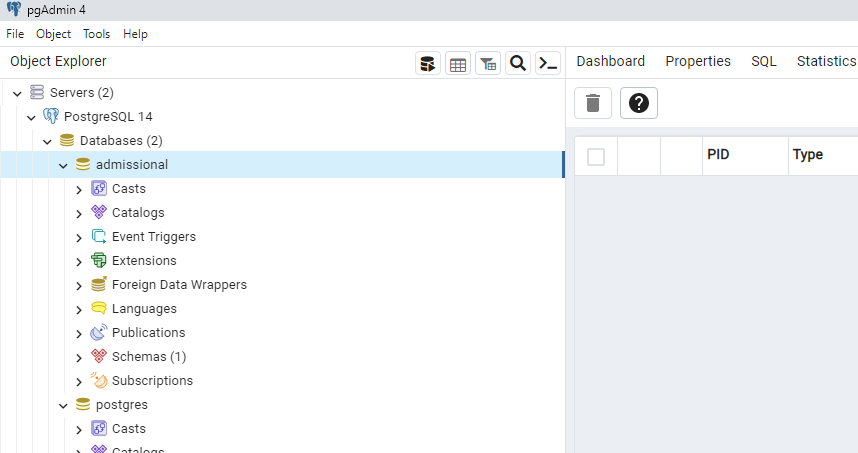 pgAdmin 4
File Object Tools Help
Object Explorer
Dashboard Properties SQL Statistics
Servers (2)
PostgreSQL 14
Databases (2)
admissional
Casts
Catalogs
Event Triggers
Extensions
Foreign Data Wrappers
Languages
Publications
Schemas (1)
Subscriptions
postgres
Casts
Catalogs
PID Type